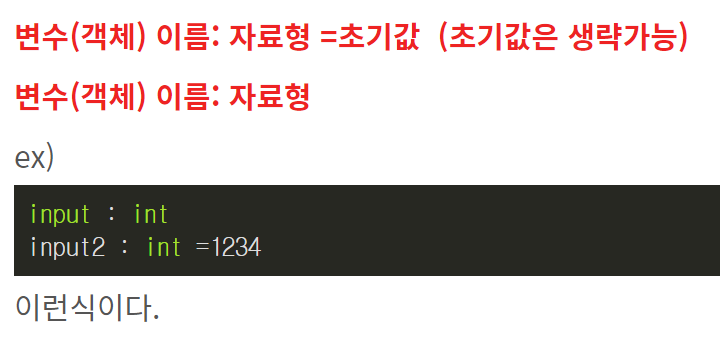 변수(객체) 이름: 자료형 =초기값 (초기값은 생략가능)
변수(객체) 이름: 자료형
ex)
input : int
input2 : int =1234
이런식이다.